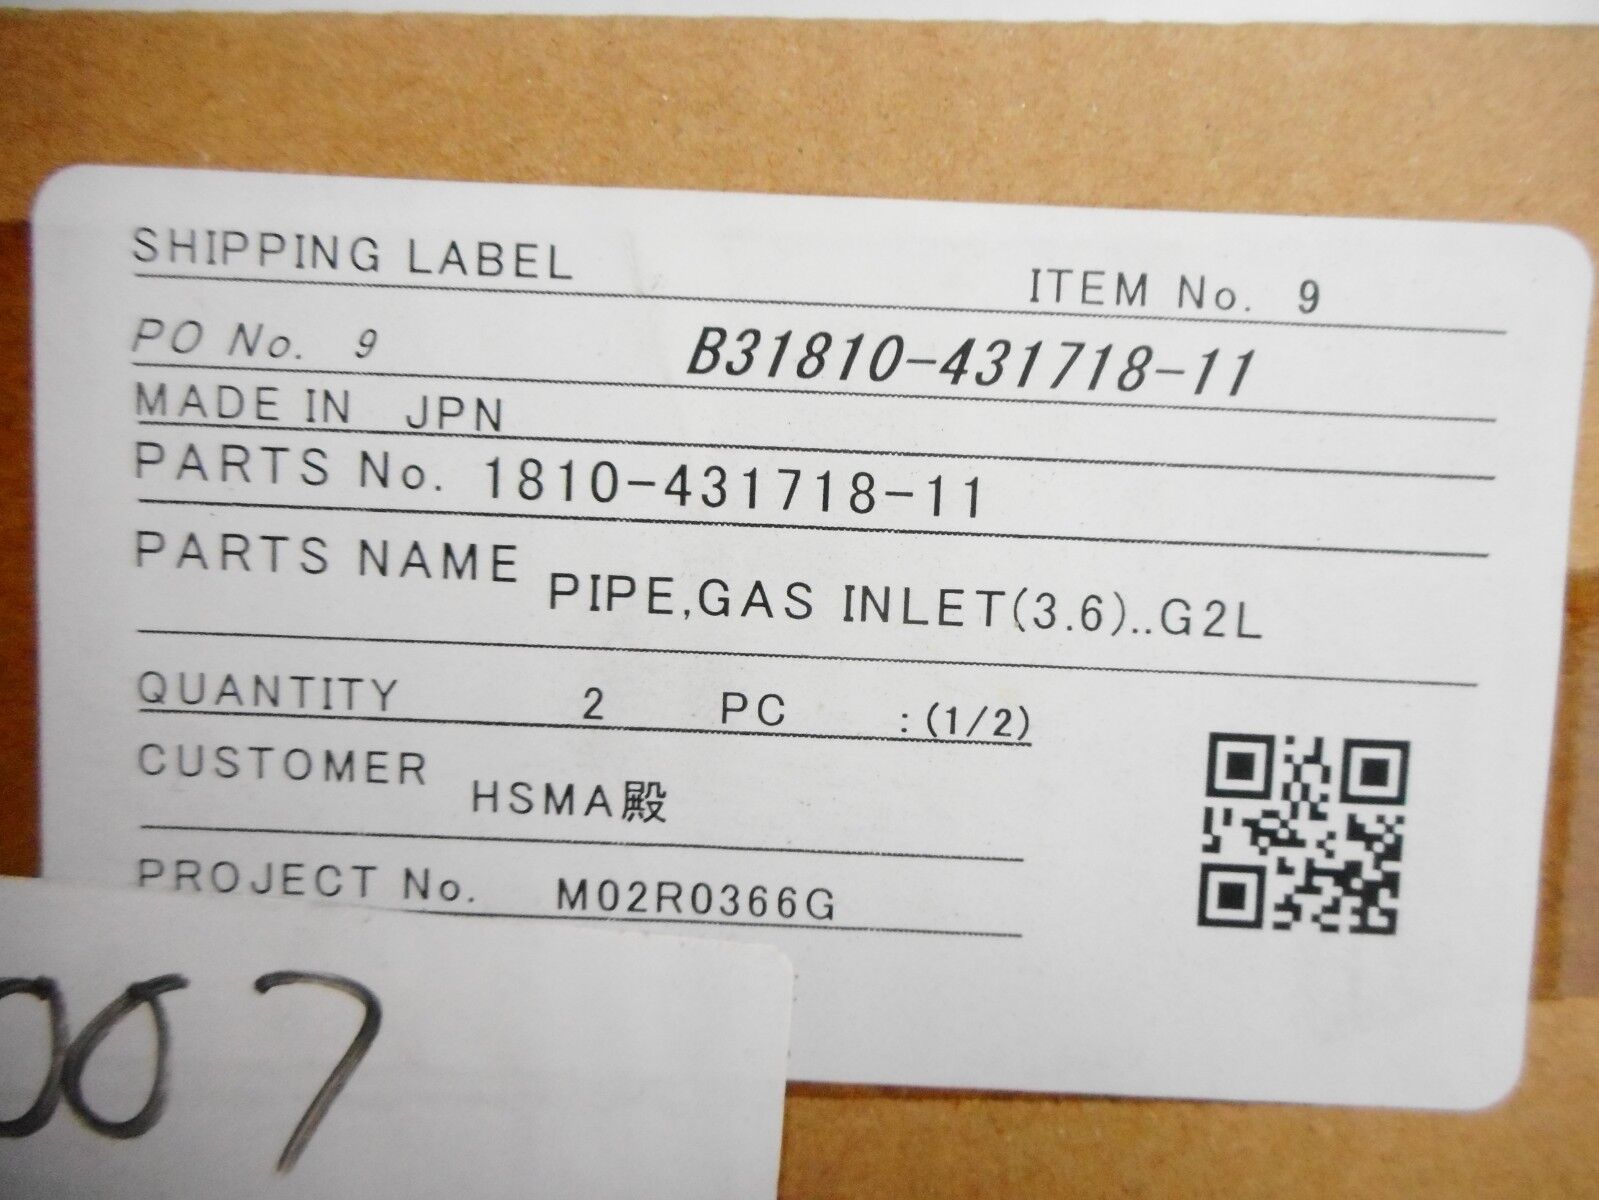 SHIPPING LABEL
ITEM No. 9
PO No. 9 B31810-431718-11
MADE IN JPN
PARTS No. 1810-431718-11
PARTS NAME PIPE,GAS INLET(3.6)..G2L
QUANTITY 2 PC :(1/2)
CUSTOMER HSMA殿
PROJECT No. M02R0366G
007